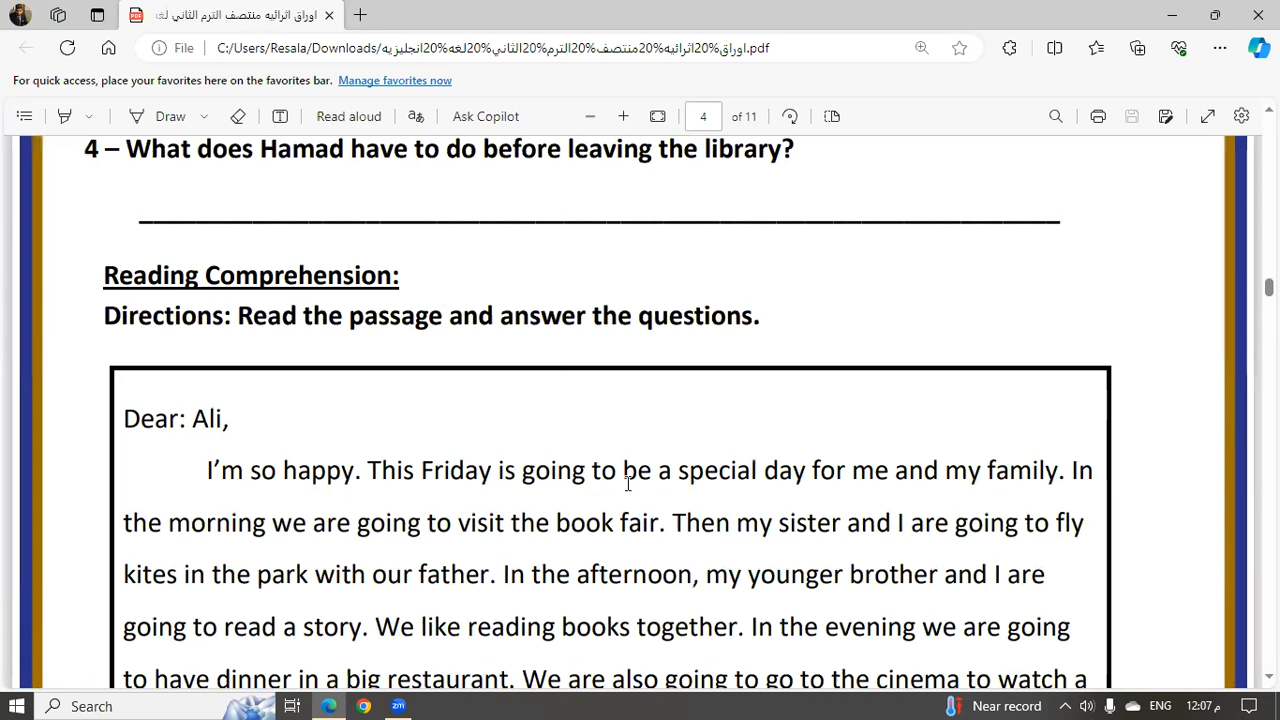 اوراق اثرائيه منتصف الترم الثاني لغ
File
C:/Users/Resala/Downloads/اوراق%20اثرائيه%20منتصف%20الترم%20الثاني%20لغه%20انجليزيه.pdf
For quick access, place your favorites here on the favorites bar. Manage favorites now
Draw
Read aloud
Ask Copilot
4 of 11
4 – What does Hamad have to do before leaving the library?
Reading Comprehension:
Directions: Read the passage and answer the questions.
Dear: Ali,
I’m so happy. This Friday is going to be a special day for me and my family. In
the morning we are going to visit the book fair. Then my sister and I are going to fly
kites in the park with our father. In the afternoon, my younger brother and I are
going to read a story. We like reading books together. In the evening we are going
to have dinner in a big restaurant. We are also going to go to the cinema to watch a
Search
Near record
ENG
12:07 م